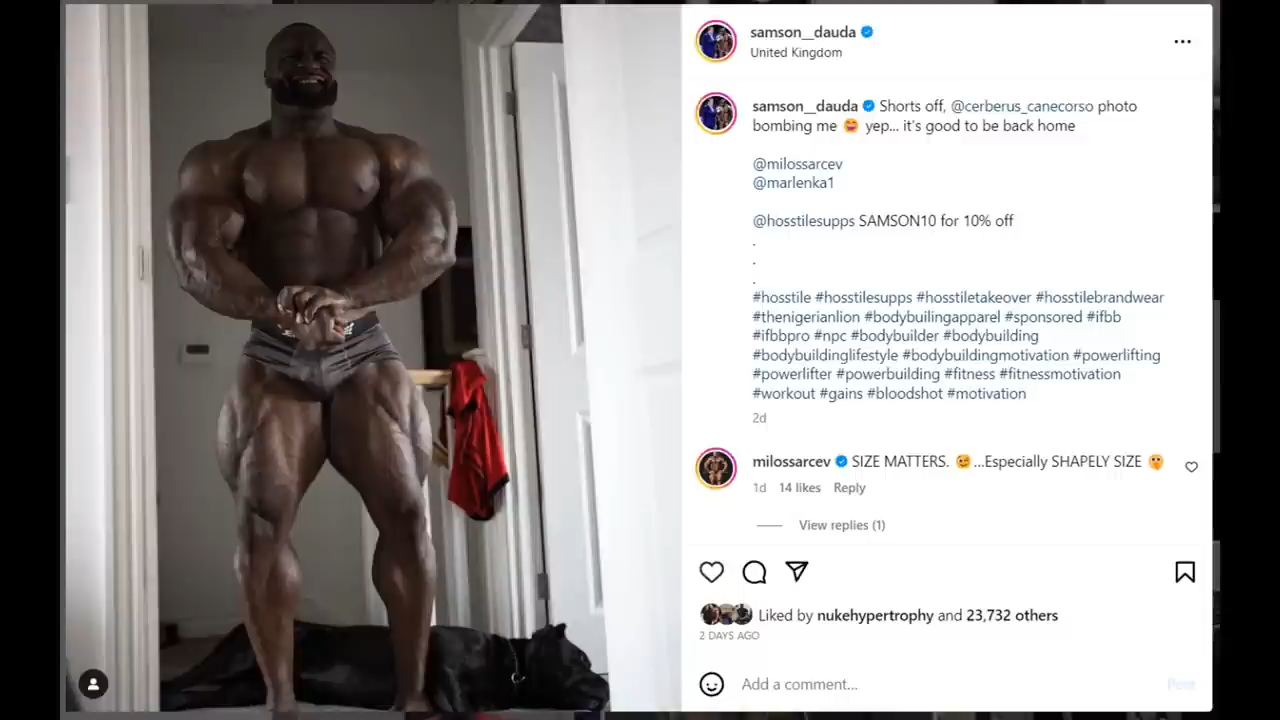 samson__dauda
United Kingdom
samson__dauda Shorts off, @cerberus_canecorso photo
bombing me 😄 yep... it's good to be back home
@milossarcev
@marlenka1
@hosstilesupps SAMSON10 for 10% off
.
.
.
#hosstile #hosstilesupps #hosstiletakeover #hosstilebrandwear
#thenigerianlion #bodybuilingapparel #sponsored #ifbb
#ifbbpro #npc #bodybuilder #bodybuilding
#bodybuildinglifestyle #bodybuildingmotivation #powerlifting
#powerlifter #powerbuilding #fitness #fitnessmotivation
#workout #gains #bloodshot #motivation
2d
milossarcev SIZE MATTERS. 😉...Especially SHAPELY SIZE 🤫
1d 14 likes Reply
View replies (1)
Liked by nukehypertrophy and 23,732 others
2 DAYS AGO
Add a comment...
Post